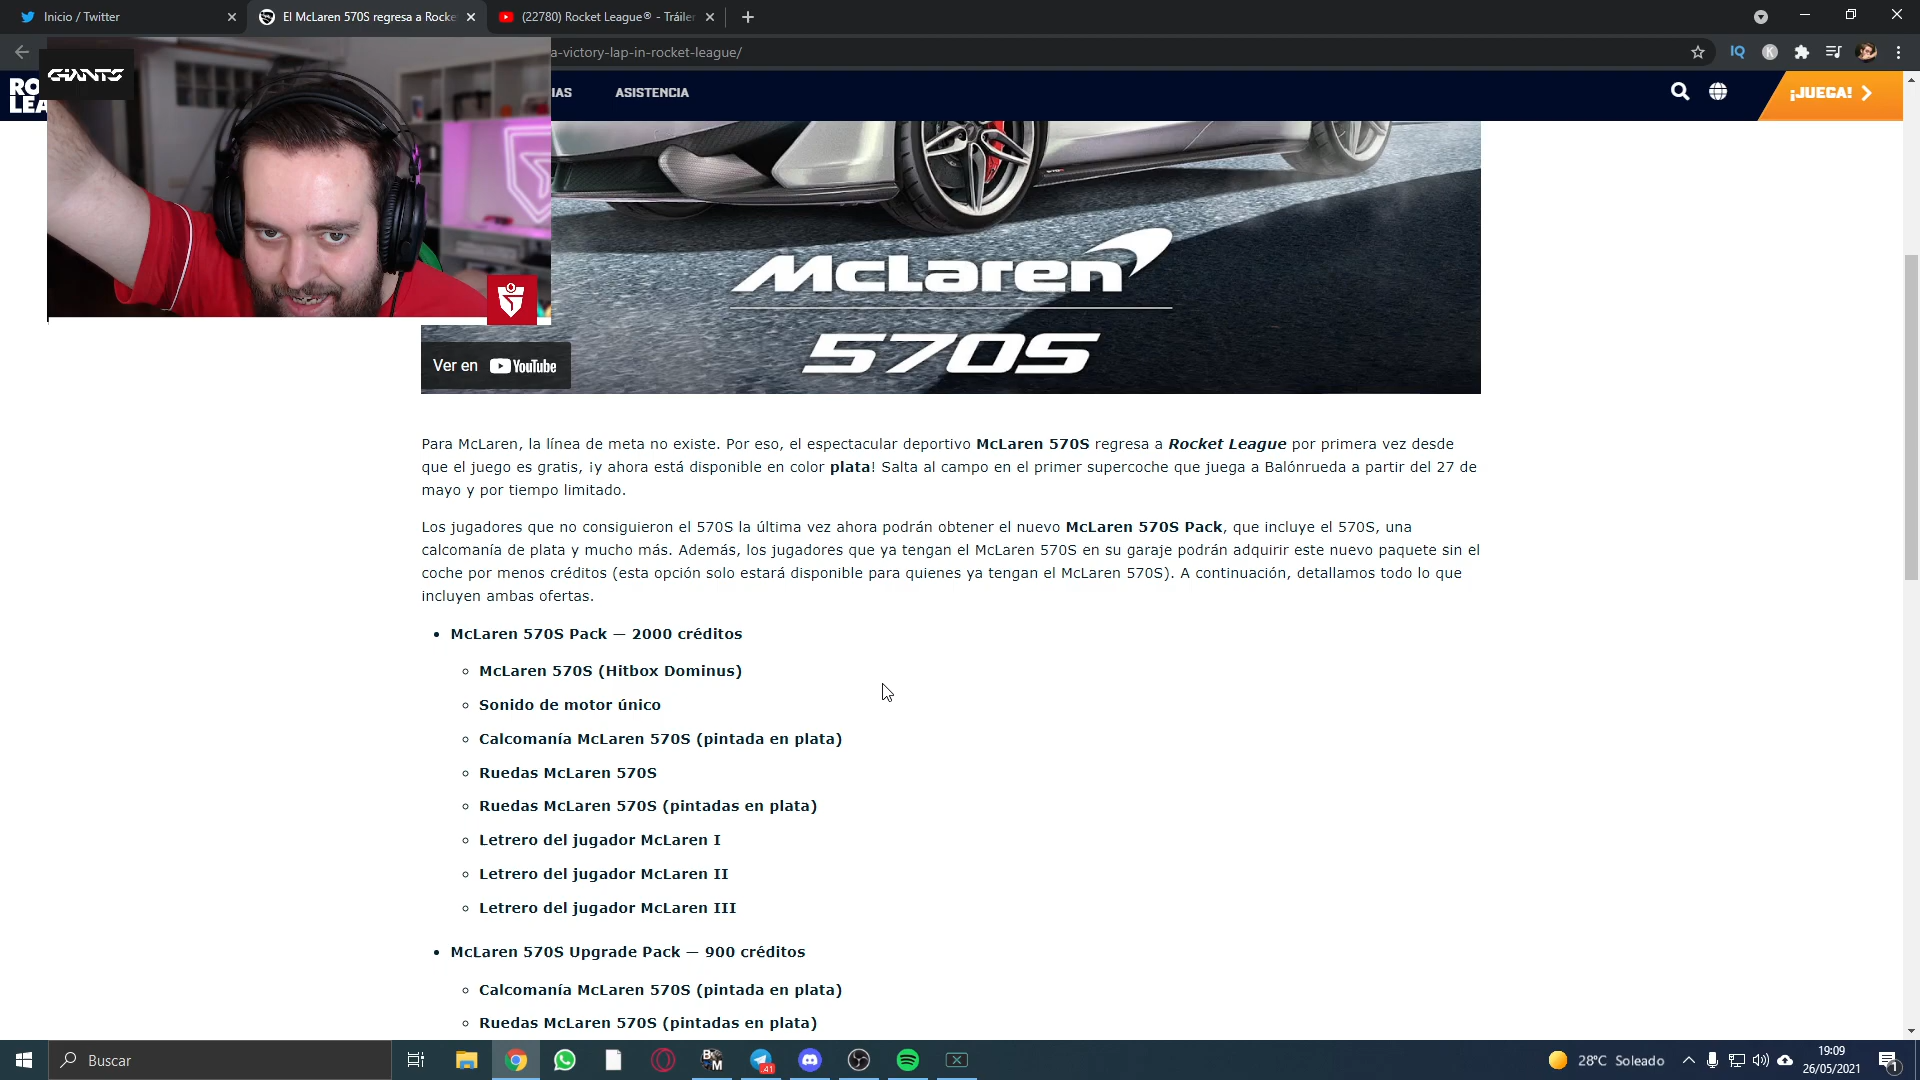 Inicio / Twitter
El McLaren 570S regresa a Rocke
(22780) Rocket League® - Tráiler
a-victory-lap-in-rocket-league/
IQ
K
GIANTS
RO
LEA
IAS
ASISTENCIA
¡JUEGA!
McLaren
570S
Ver en YouTube
Para McLaren, la línea de meta no existe. Por eso, el espectacular deportivo McLaren 570S regresa a Rocket League por primera vez desde
que el juego es gratis, ¡y ahora está disponible en color plata! Salta al campo en el primer supercoche que juega a Balónrueda a partir del 27 de
mayo y por tiempo limitado.
Los jugadores que no consiguieron el 570S la última vez ahora podrán obtener el nuevo McLaren 570S Pack, que incluye el 570S, una
calcomanía de plata y mucho más. Además, los jugadores que ya tengan el McLaren 570S en su garaje podrán adquirir este nuevo paquete sin el
coche por menos créditos (esta opción solo estará disponible para quienes ya tengan el McLaren 570S). A continuación, detallamos todo lo que
incluyen ambas ofertas.
• McLaren 570S Pack — 2000 créditos
◦ McLaren 570S (Hitbox Dominus)
◦ Sonido de motor único
◦ Calcomanía McLaren 570S (pintada en plata)
◦ Ruedas McLaren 570S
◦ Ruedas McLaren 570S (pintadas en plata)
◦ Letrero del jugador McLaren I
◦ Letrero del jugador McLaren II
◦ Letrero del jugador McLaren III
• McLaren 570S Upgrade Pack — 900 créditos
◦ Calcomanía McLaren 570S (pintada en plata)
◦ Ruedas McLaren 570S (pintadas en plata)
Buscar
41
28°C Soleado
19:09
26/05/2021
1